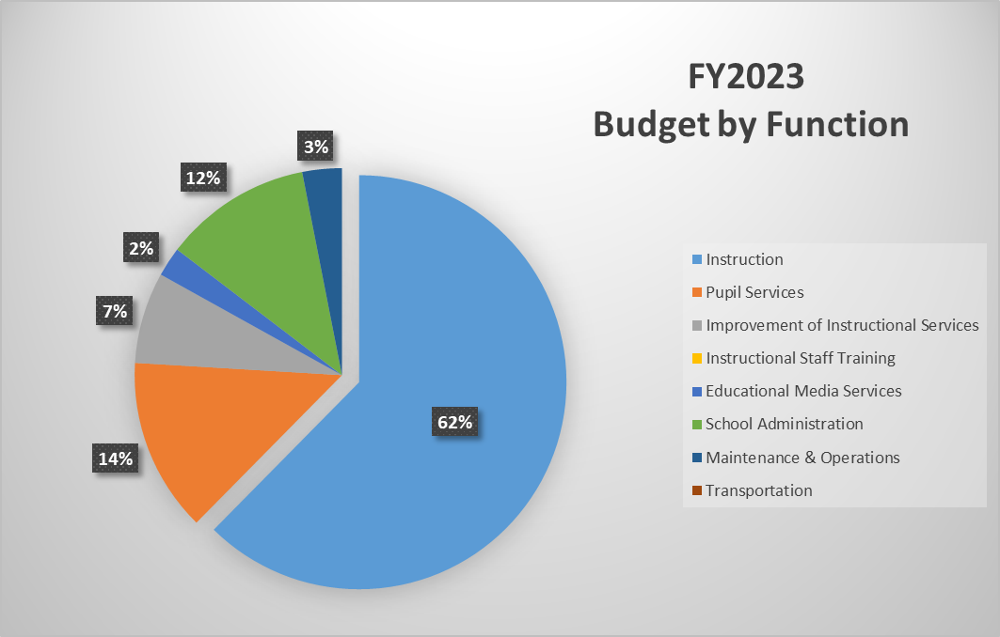 FY2023
Budget by Function
3%
12%
2%
7%
14%
62%
Instruction
Pupil Services
Improvement of Instructional Services
Instructional Staff Training
Educational Media Services
School Administration
Maintenance & Operations
Transportation